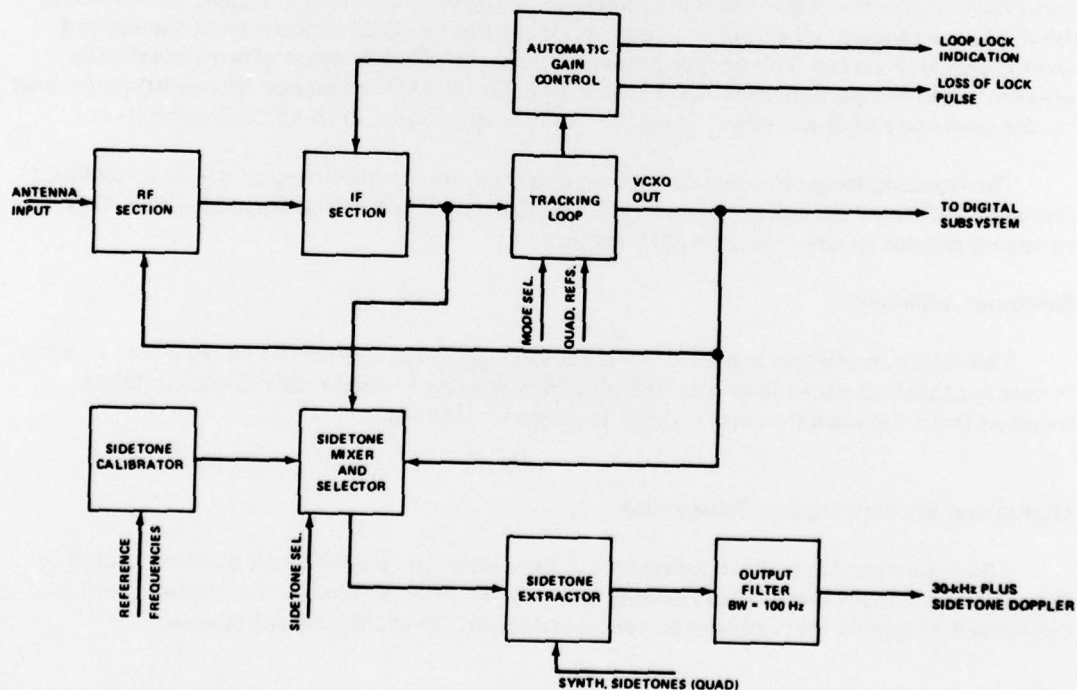 AUTOMATIC
GAIN
CONTROL
LOOP LOCK
INDICATION
LOSS OF LOCK
PULSE
ANTENNA
INPUT
RF
SECTION
IF
SECTION
TRACKING
LOOP
VCXO
OUT
TO DIGITAL
SUBSYSTEM
MODE SEL.
QUAD. REFS.
SIDETONE
CALIBRATOR
SIDETONE
MIXER
AND
SELECTOR
REFERENCE
FREQUENCIES
SIDETONE SEL.
SIDETONE
EXTRACTOR
OUTPUT
FILTER
BW = 100 Hz
30-kHz PLUS
SIDETONE DOPPLER
SYNTH, SIDETONES (QUAD)